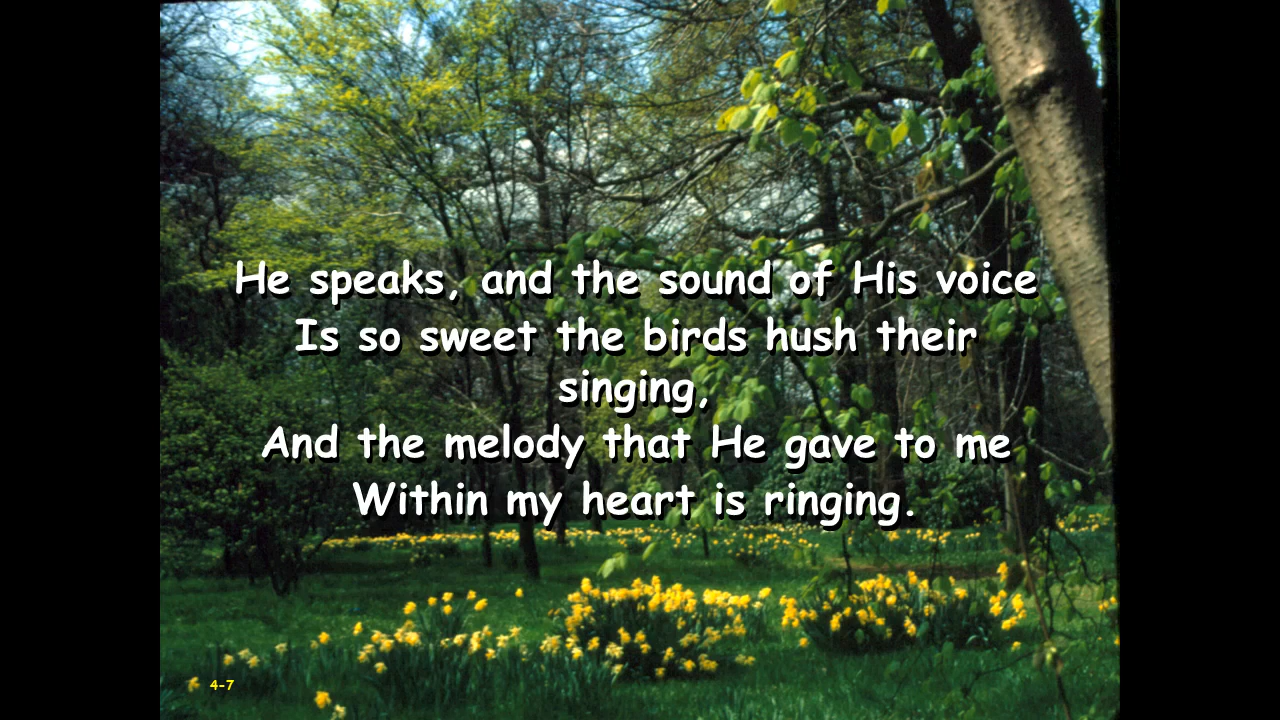 He speaks, and the sound of His voice
Is so sweet the birds hush their
singing,
And the melody that He gave to me
Within my heart is ringing.
4-7